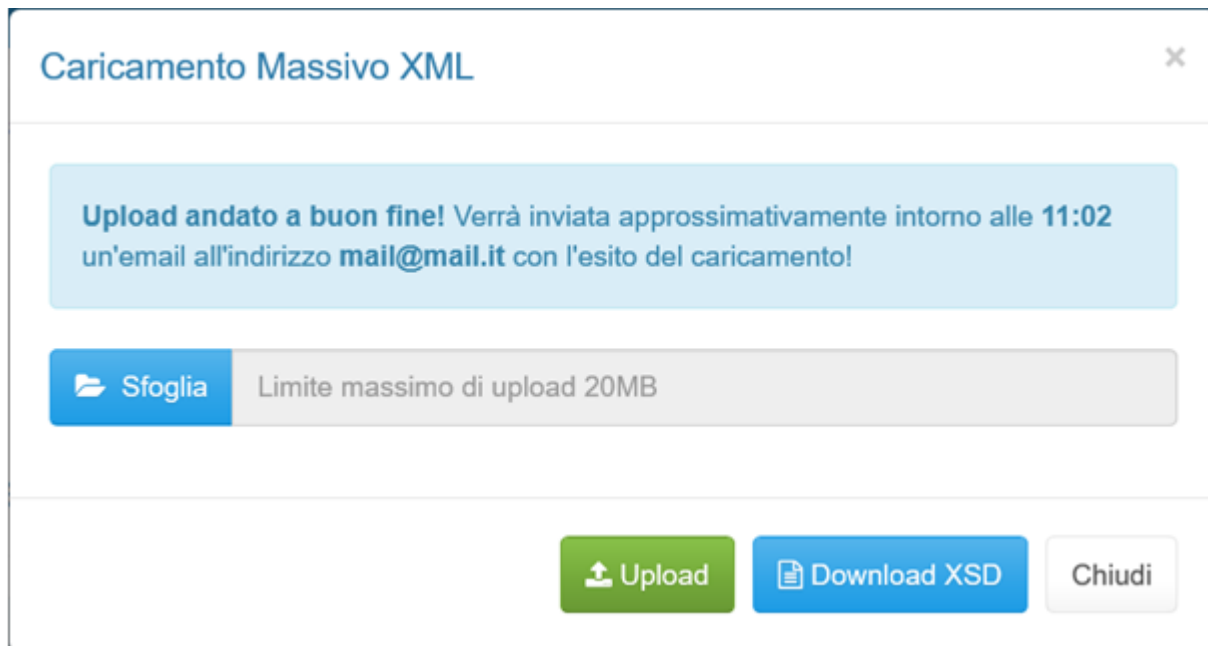 Caricamento Massivo XML
×
Upload andato a buon fine! Verrà inviata approssimativamente intorno alle 11:02
un'email all'indirizzo mail@mail.it con l'esito del caricamento!
Sfoglia Limite massimo di upload 20MB
Upload Download XSD Chiudi